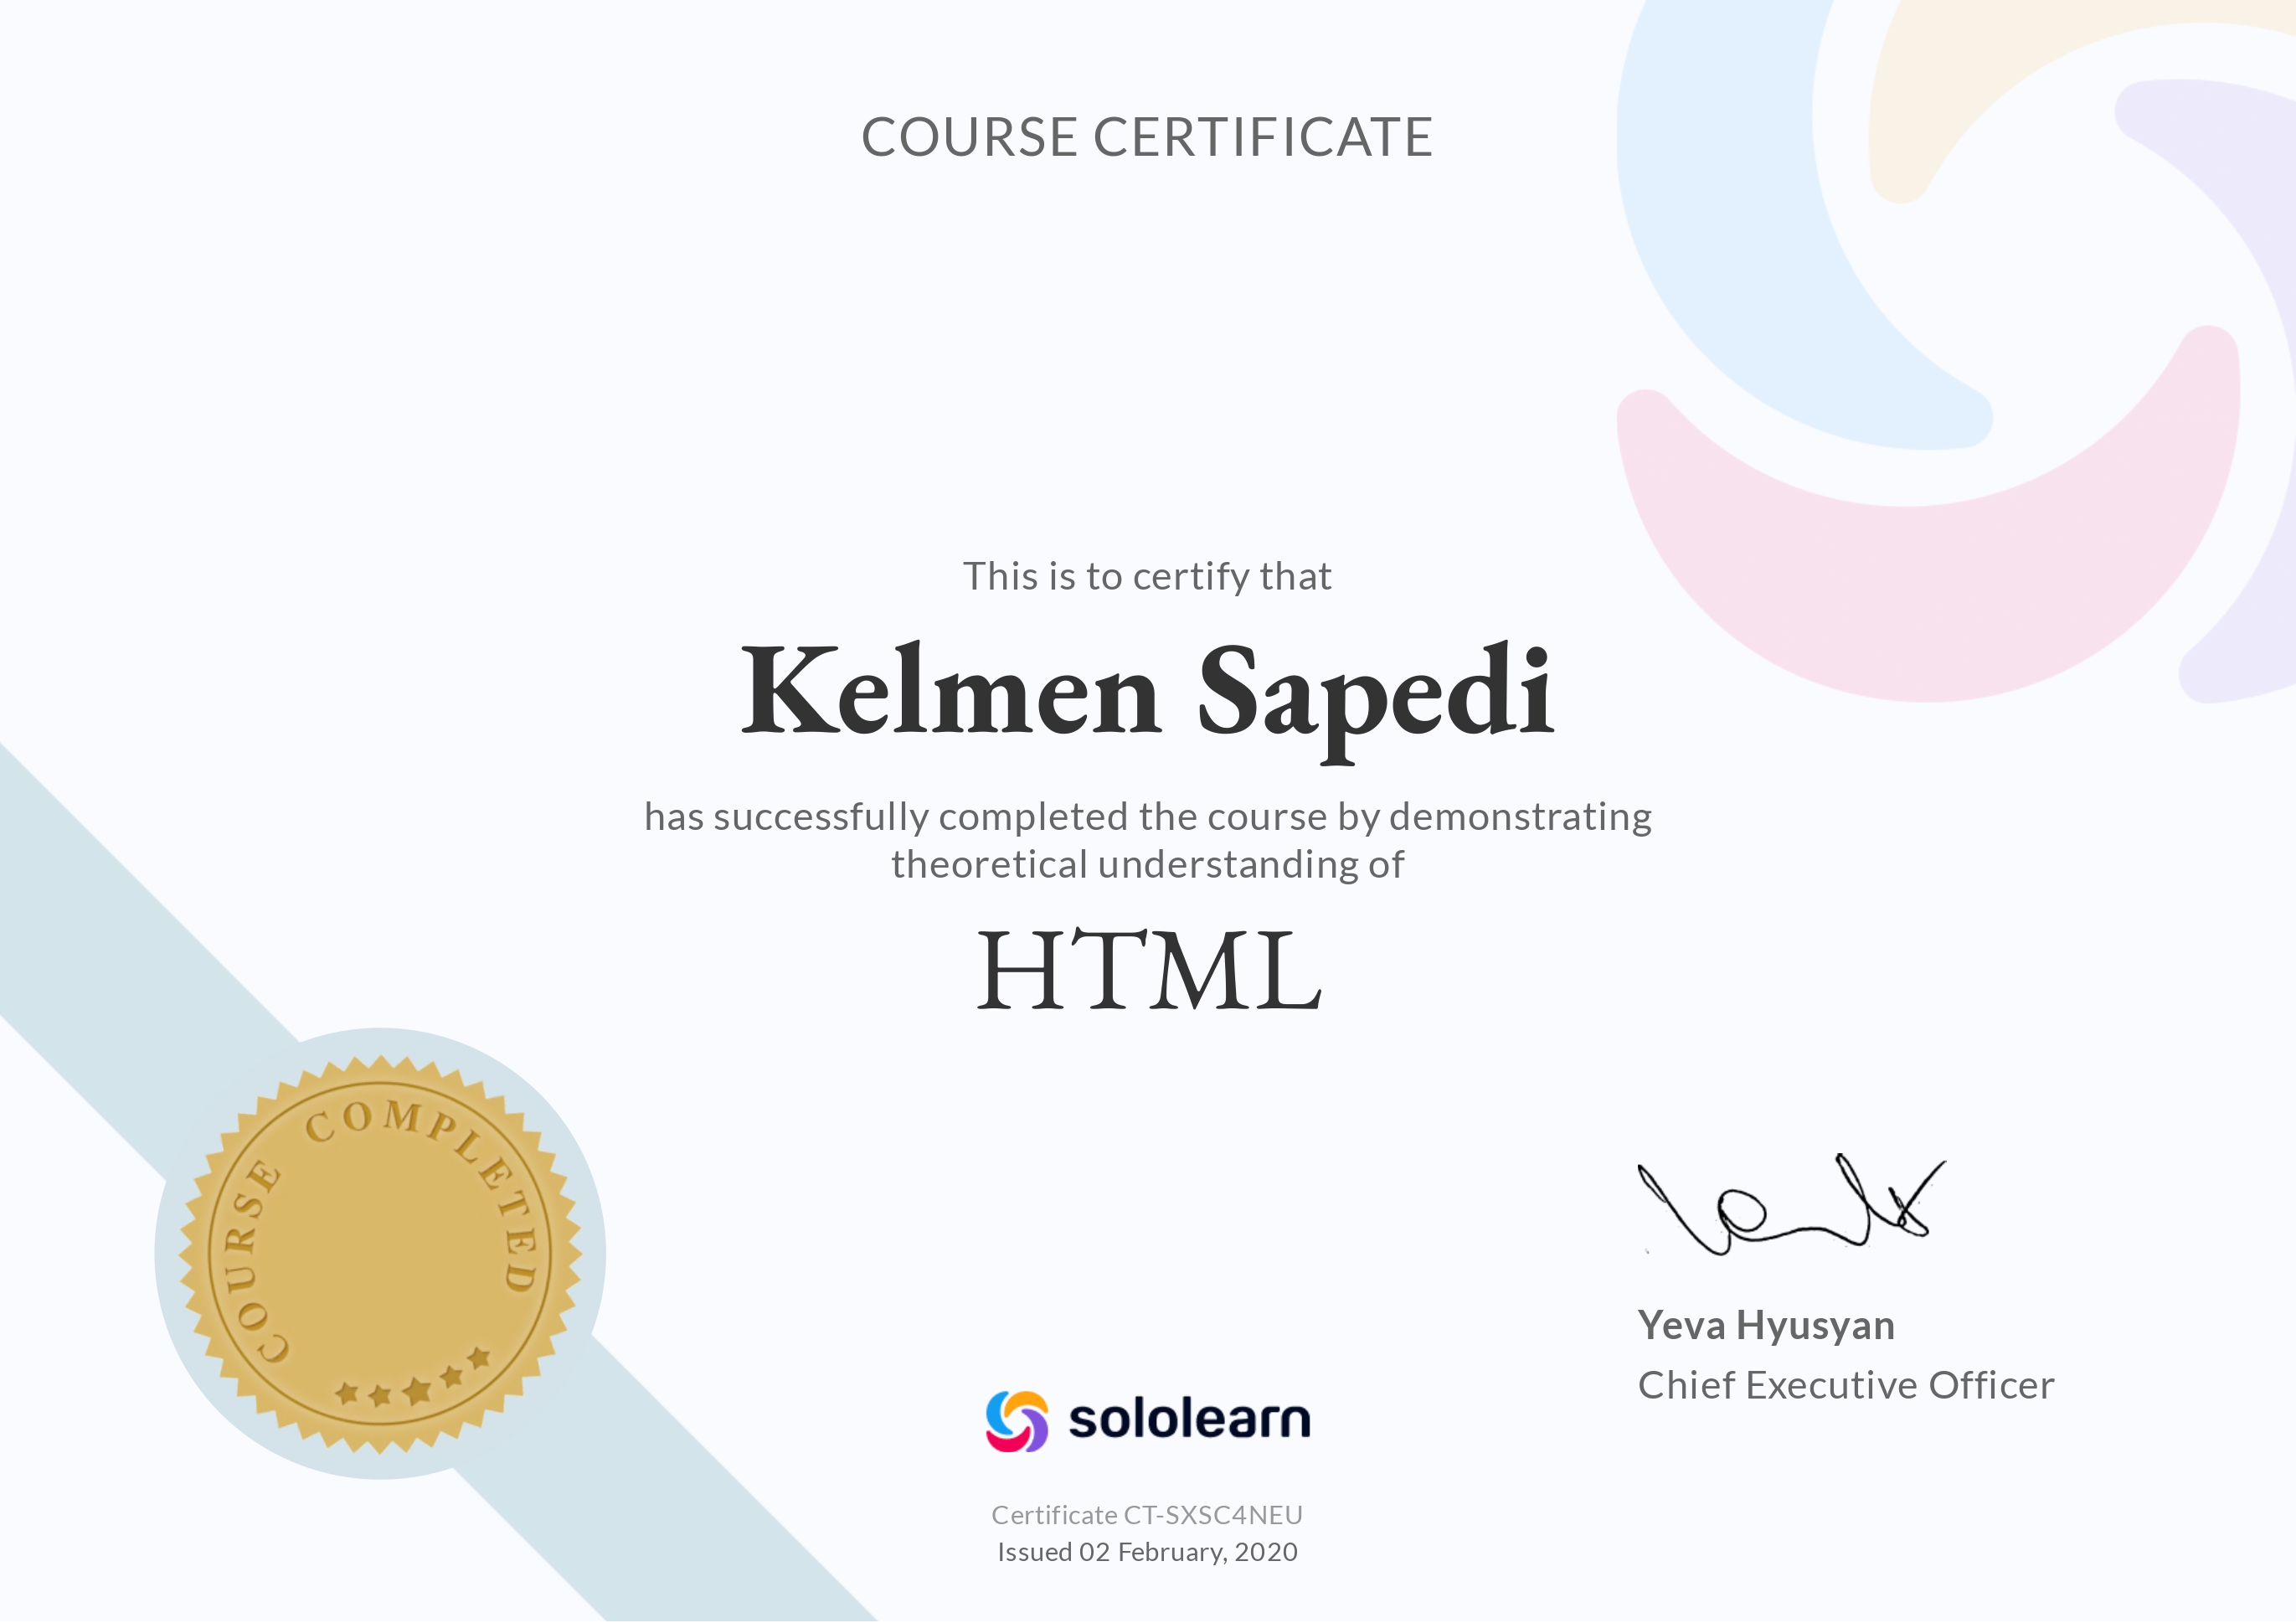 COURSE CERTIFICATE
This is to certify that
Kelmen Sapedi
has successfully completed the course by demonstrating
theoretical understanding of
HTML
COURSE COMPLETED
Yeva Hyusyan
Chief Executive Officer
sololearn
Certificate CT-SXSC4NEU
Issued 02 February, 2020